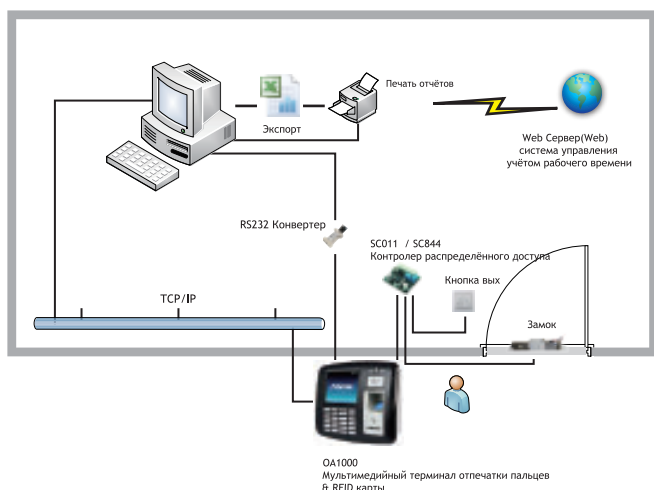 Печать отчётов
Экспорт
Web Сервер(Web)
система управления
учётом рабочего времени
RS232 Конвертер
SC011 / SC844
Контролер распределённого доступа
Кнопка вых
TCP/IP
Замок
OA1000
Мультимедийный терминал отпечатки пальцев
& RFID карты